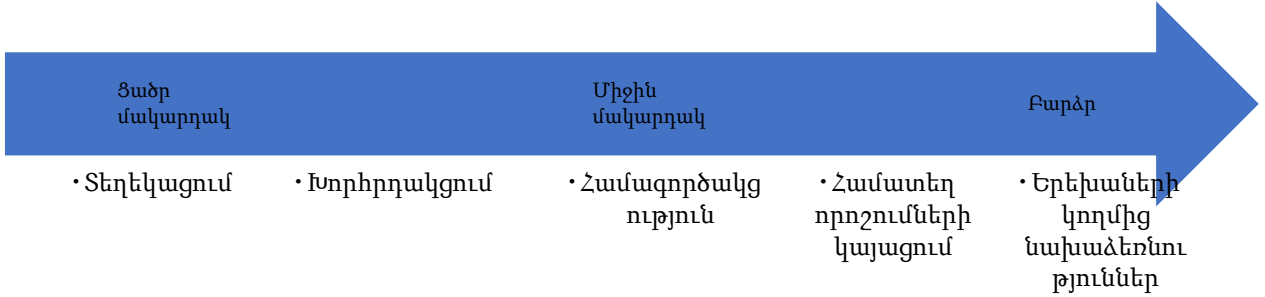 Ցածր
մակարդակ
Միջին
մակարդակ
Բարձր
· Տեղեկացում
· Խորհրդակցում
· Համագործակց
ություն
· Համատեղ
որոշումների
կայացում
· Երեխաների
կողմից
նախաձեռնու
թյուններ